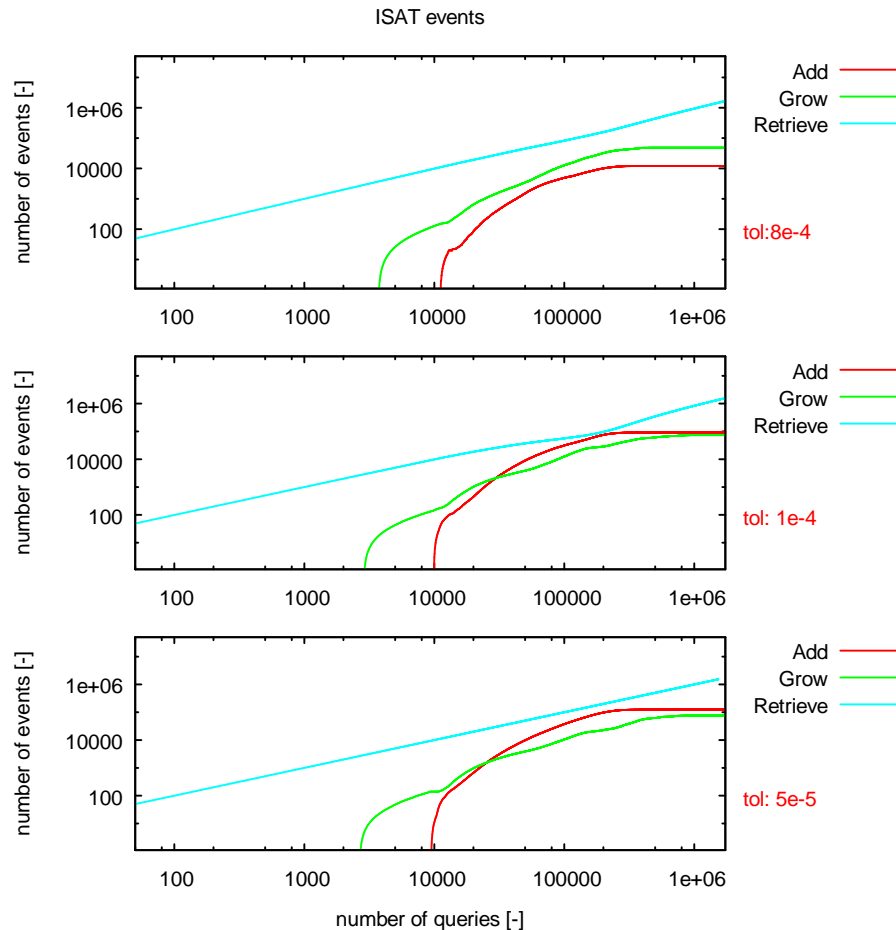 ISAT events
number of events [-]
1e+06
10000
100
100 1000 10000 100000 1e+06
Add
Grow
Retrieve
tol:8e-4
number of events [-]
1e+06
10000
100
100 1000 10000 100000 1e+06
Add
Grow
Retrieve
tol: 1e-4
number of events [-]
1e+06
10000
100
100 1000 10000 100000 1e+06
Add
Grow
Retrieve
tol: 5e-5
number of queries [-]